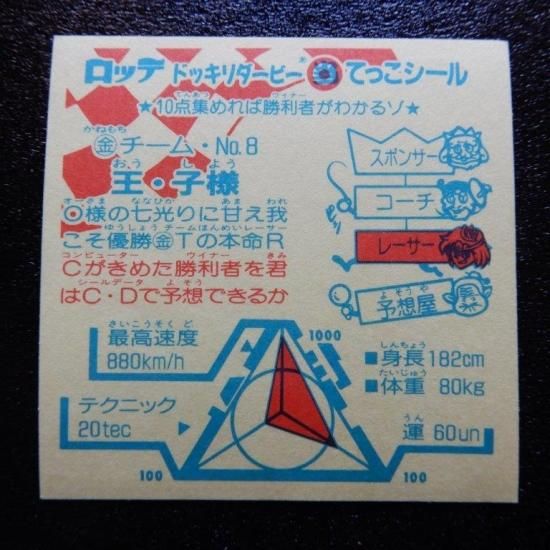 ロッテ ドッキリダービー あ てっこシール
★10点集めれば勝利者がわかるゾ★
㊎チーム・No.8
王・子様
◎様の七光りに甘え我
こそ優勝㊎Tの本命R
Cがきめた勝利者を君
はC・Dで予想できるか
スポンサー
コーチ
レーサー
予想屋
最高速度
880km/h
1000
■身長182cm
■体重 80kg
テクニック
20tec
運 60un
100
100